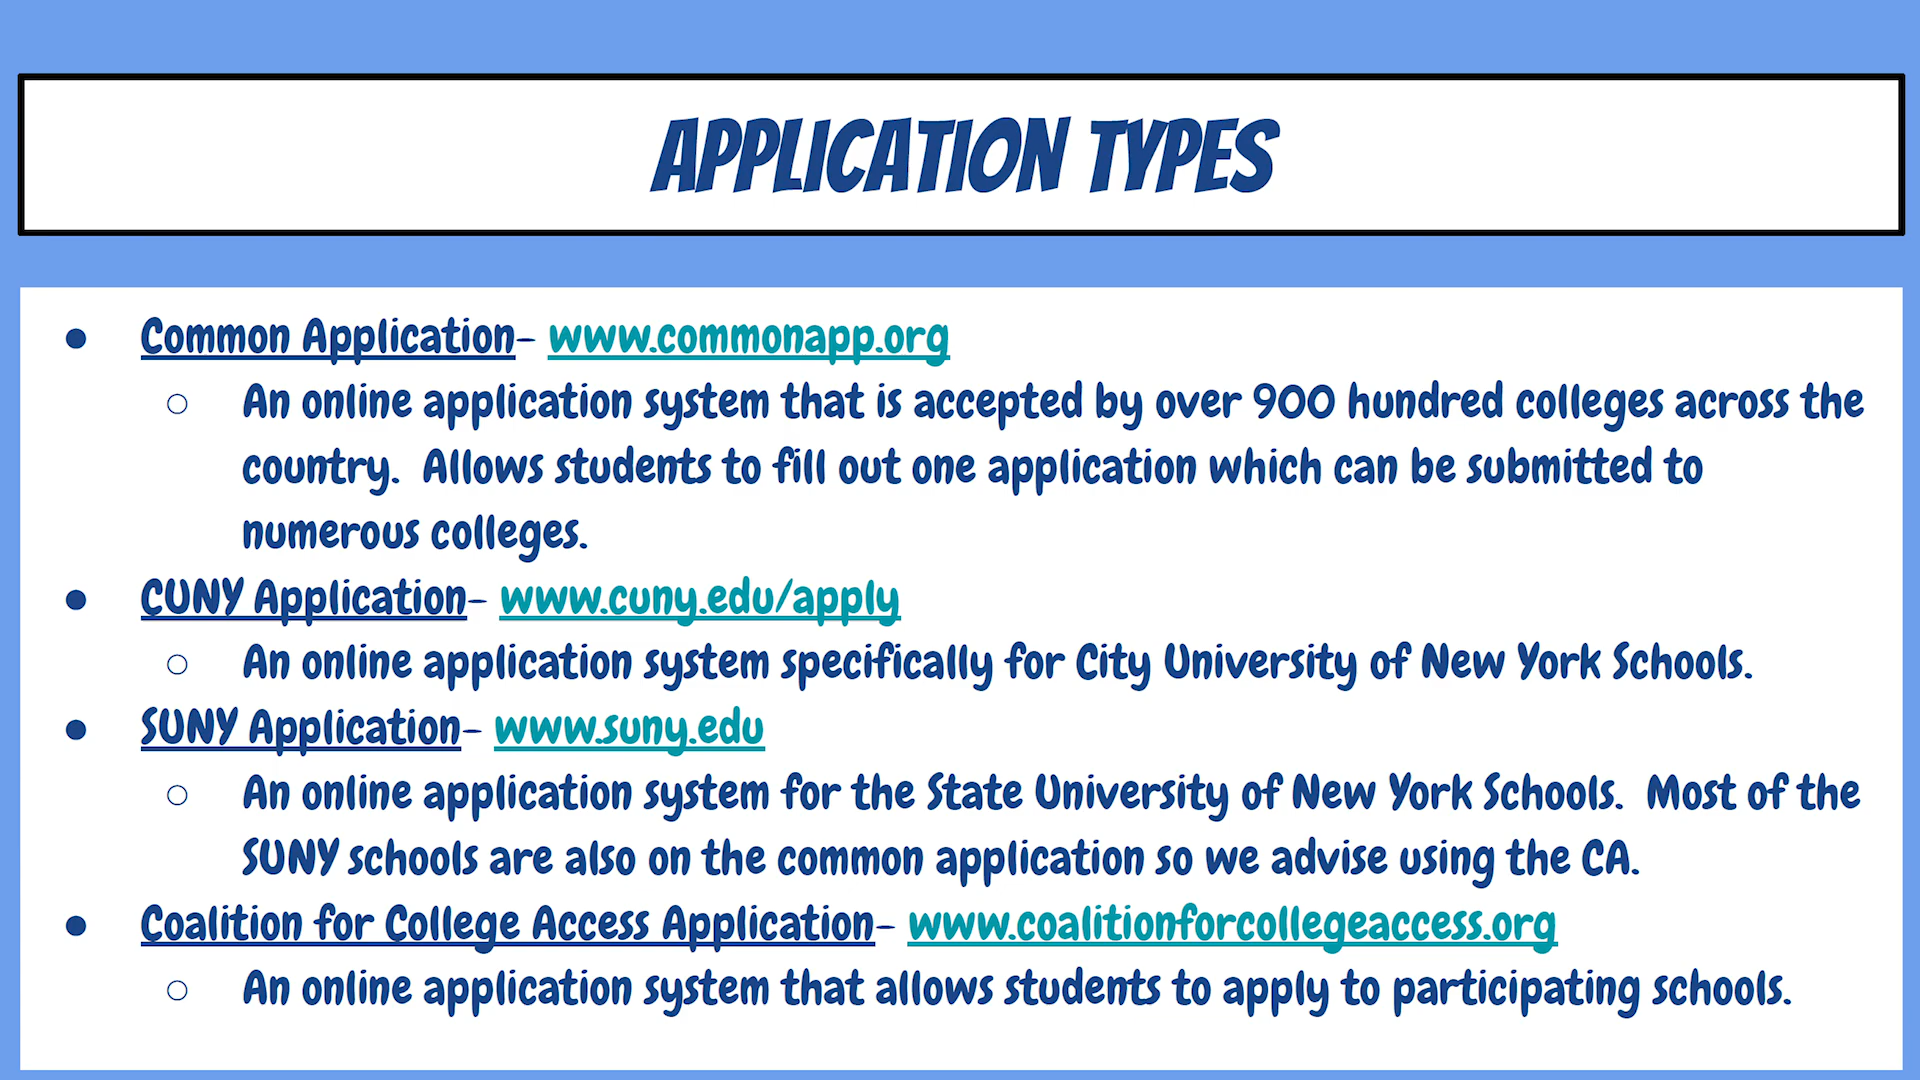 APPLICATION TYPES
● Common Application- www.commonapp.org
○ An online application system that is accepted by over 900 hundred colleges across the
country.  Allows students to fill out one application which can be submitted to
numerous colleges.
● CUNY Application- www.cuny.edu/apply
○ An online application system specifically for City University of New York Schools.
● SUNY Application- www.suny.edu
○ An online application system for the State University of New York Schools.  Most of the
SUNY schools are also on the common application so we advise using the CA.
● Coalition for College Access Application- www.coalitionforcollegeaccess.org
○ An online application system that allows students to apply to participating schools.